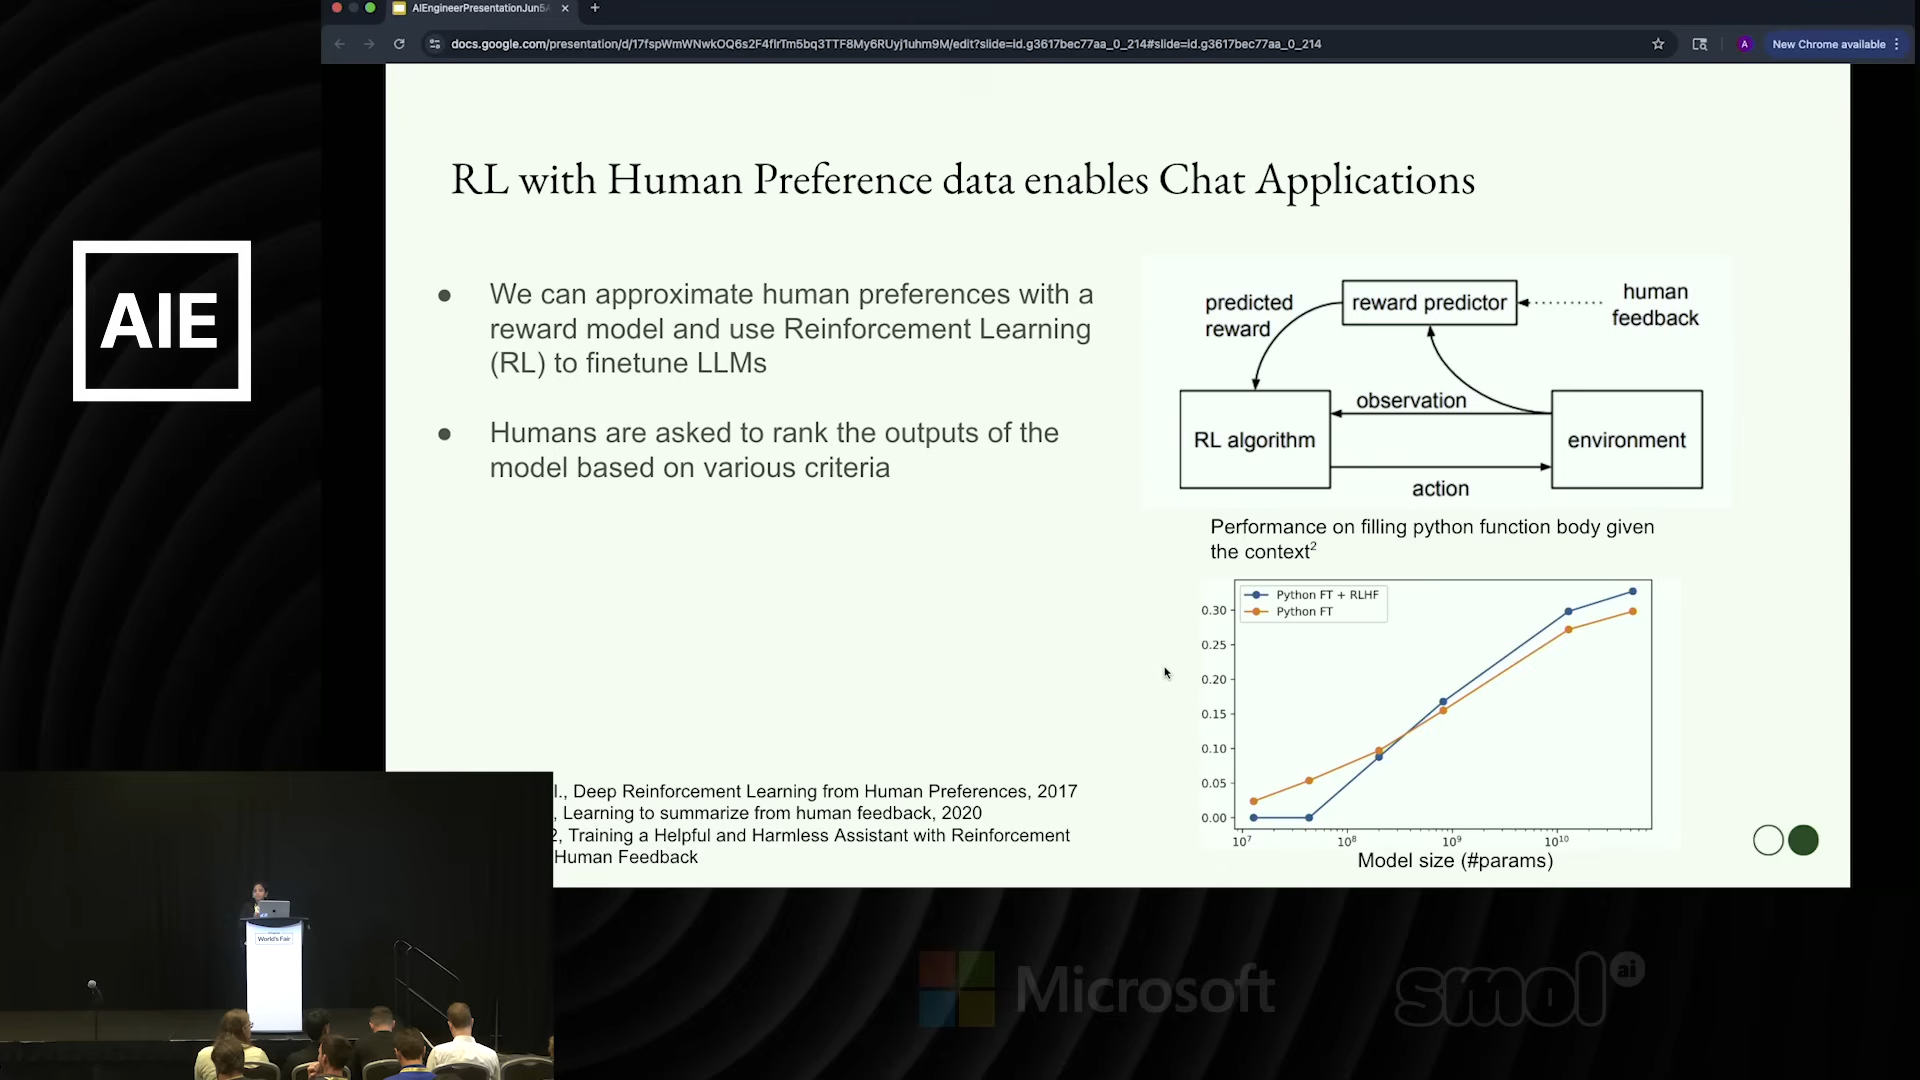 AIEngineerPresentationJun5
docs.google.com/presentation/d/17fspWmWNwkOQ6s2F4flrTm5bq3TTF8My6RUyj1uhm9M/edit?slide=id.g3617bec77aa_0_214#slide=id.g3617bec77aa_0_214
A
New Chrome available
AIE
RL with Human Preference data enables Chat Applications
● We can approximate human preferences with a
reward model and use Reinforcement Learning
(RL) to finetune LLMs
● Humans are asked to rank the outputs of the
model based on various criteria
predicted
reward
reward predictor
human
feedback
observation
RL algorithm
environment
action
Performance on filling python function body given
the context²
Python FT + RLHF
Python FT
0.30
0.25
0.20
0.15
0.10
0.05
0.00
10⁷
10⁸
10⁹
10¹⁰
Model size (#params)
l., Deep Reinforcement Learning from Human Preferences, 2017
, Learning to summarize from human feedback, 2020
2, Training a Helpful and Harmless Assistant with Reinforcement
Human Feedback
World's Fair
Microsoft
smol ai